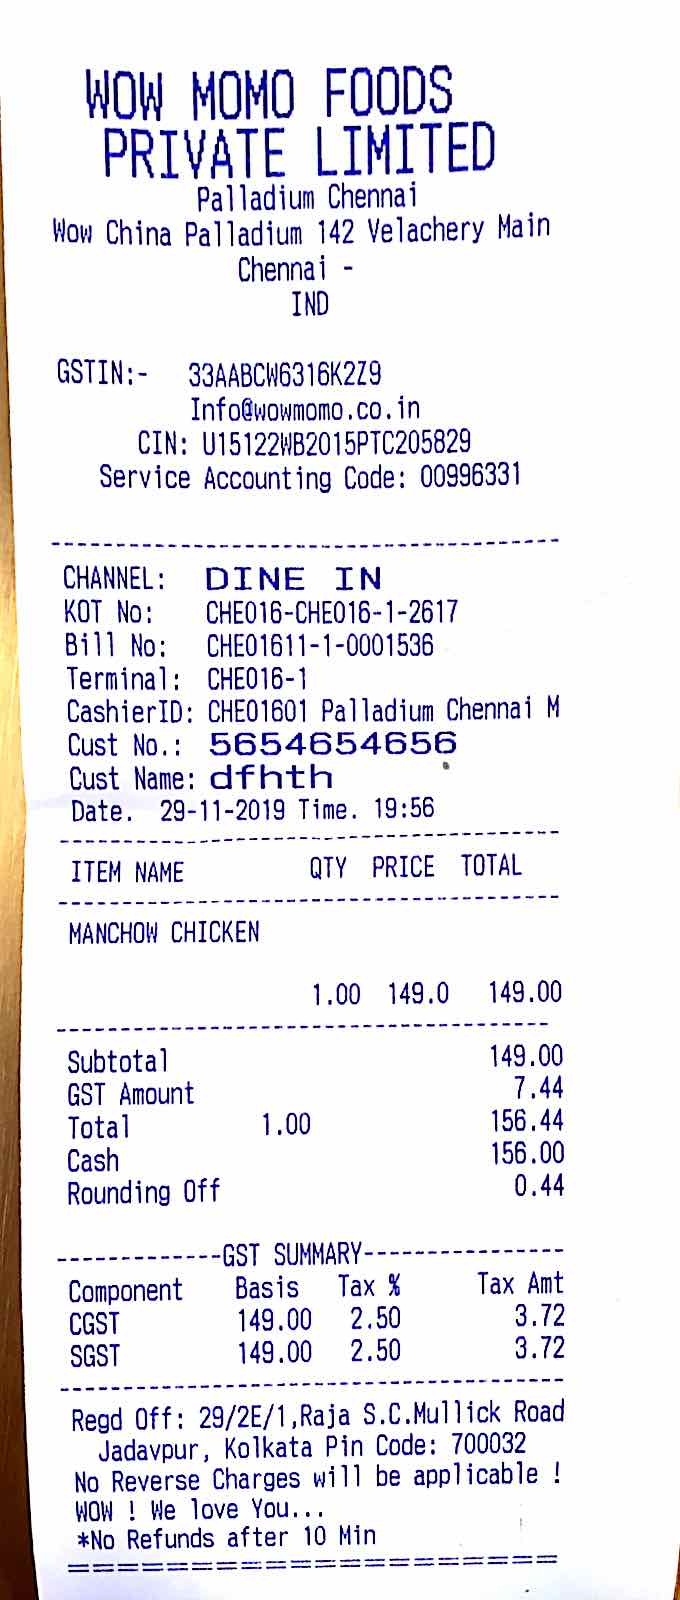 WOW MOMO FOODS
PRIVATE LIMITED
Palladium Chennai
Wow China Palladium 142 Velachery Main
Chennai -
IND
GSTIN:- 33AABCW6316K2Z9
Info@wowmomo.co.in
CIN: U15122WB2015PTC205829
Service Accounting Code: 00996331
----------------------------------------
CHANNEL: DINE IN
KOT No: CHE016-CHE016-1-2617
Bill No: CHE01611-1-0001536
Terminal: CHE016-1
CashierID: CHE01601 Palladium Chennai M
Cust No.: 5654654656
Cust Name: dfhth
Date. 29-11-2019 Time. 19:56
----------------------------------------
ITEM NAME QTY PRICE TOTAL
----------------------------------------
MANCHOW CHICKEN
1.00 149.0 149.00
----------------------------------------
Subtotal 149.00
GST Amount 7.44
Total 1.00 156.44
Cash 156.00
Rounding Off 0.44
-------------GST SUMMARY----------------
Component Basis Tax % Tax Amt
CGST 149.00 2.50 3.72
SGST 149.00 2.50 3.72
----------------------------------------
Regd Off: 29/2E/1,Raja S.C.Mullick Road
Jadavpur, Kolkata Pin Code: 700032
No Reverse Charges will be applicable !
WOW ! We love You...
*No Refunds after 10 Min
====================